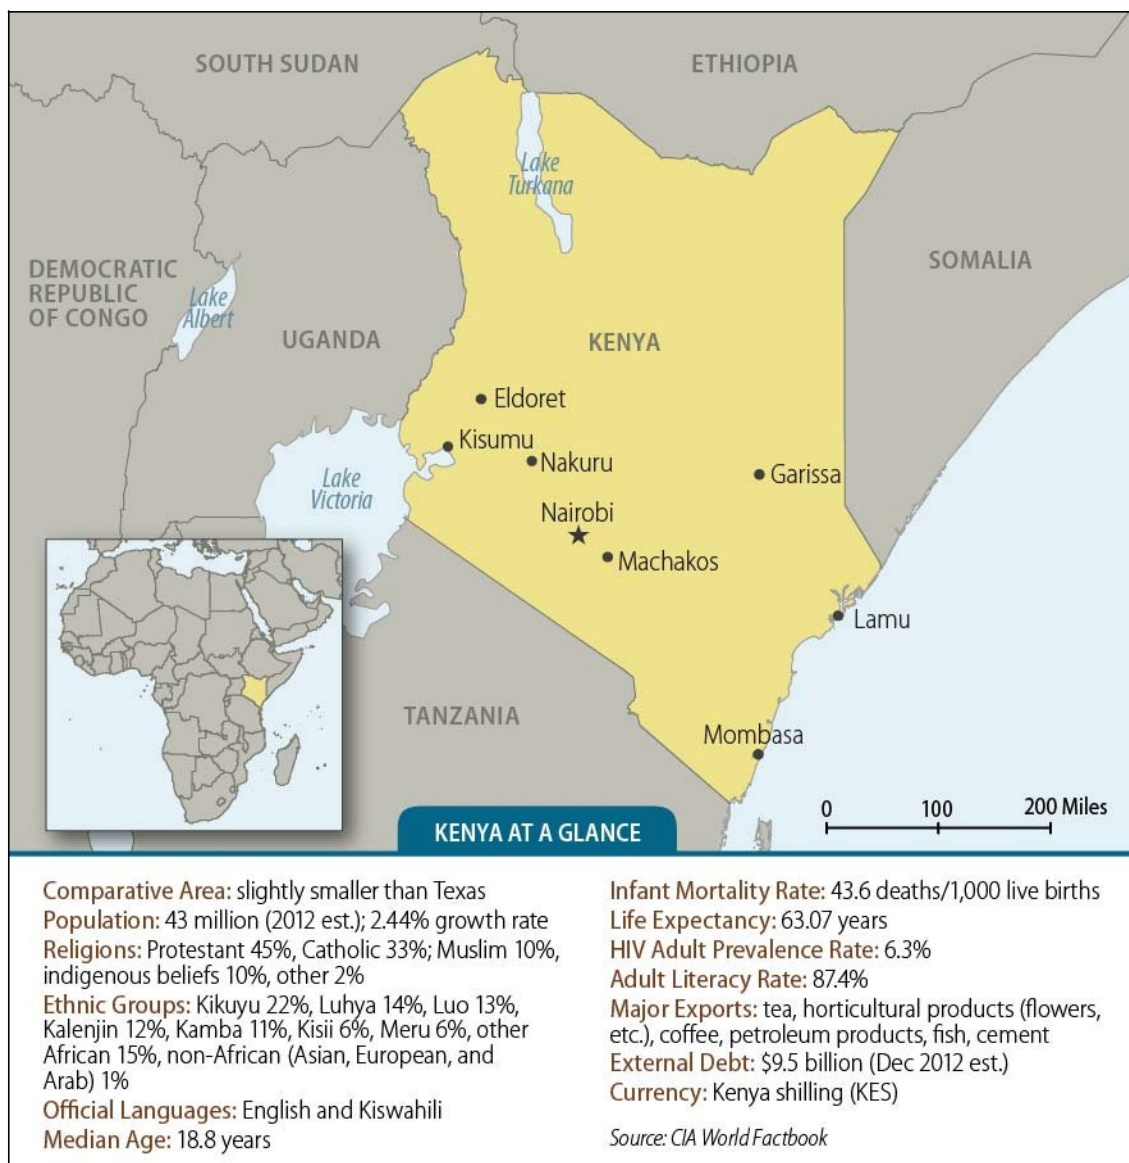 SOUTH SUDAN
ETHIOPIA
Lake
Turkana
DEMOCRATIC
REPUBLIC
OF CONGO
Lake
Albert
SOMALIA
UGANDA
KENYA
Eldoret
Kisumu
Nakuru
Garissa
Lake
Victoria
Nairobi
Machakos
Lamu
TANZANIA
Mombasa
0 100 200 Miles
KENYA AT A GLANCE
Comparative Area: slightly smaller than Texas
Population: 43 million (2012 est.); 2.44% growth rate
Religions: Protestant 45%, Catholic 33%; Muslim 10%,
indigenous beliefs 10%, other 2%
Ethnic Groups: Kikuyu 22%, Luhya 14%, Luo 13%,
Kalenjin 12%, Kamba 11%, Kisii 6%, Meru 6%, other
African 15%, non-African (Asian, European, and
Arab) 1%
Official Languages: English and Kiswahili
Median Age: 18.8 years
Infant Mortality Rate: 43.6 deaths/1,000 live births
Life Expectancy: 63.07 years
HIV Adult Prevalence Rate: 6.3%
Adult Literacy Rate: 87.4%
Major Exports: tea, horticultural products (flowers,
etc.), coffee, petroleum products, fish, cement
External Debt: $9.5 billion (Dec 2012 est.)
Currency: Kenya shilling (KES)
Source: CIA World Factbook